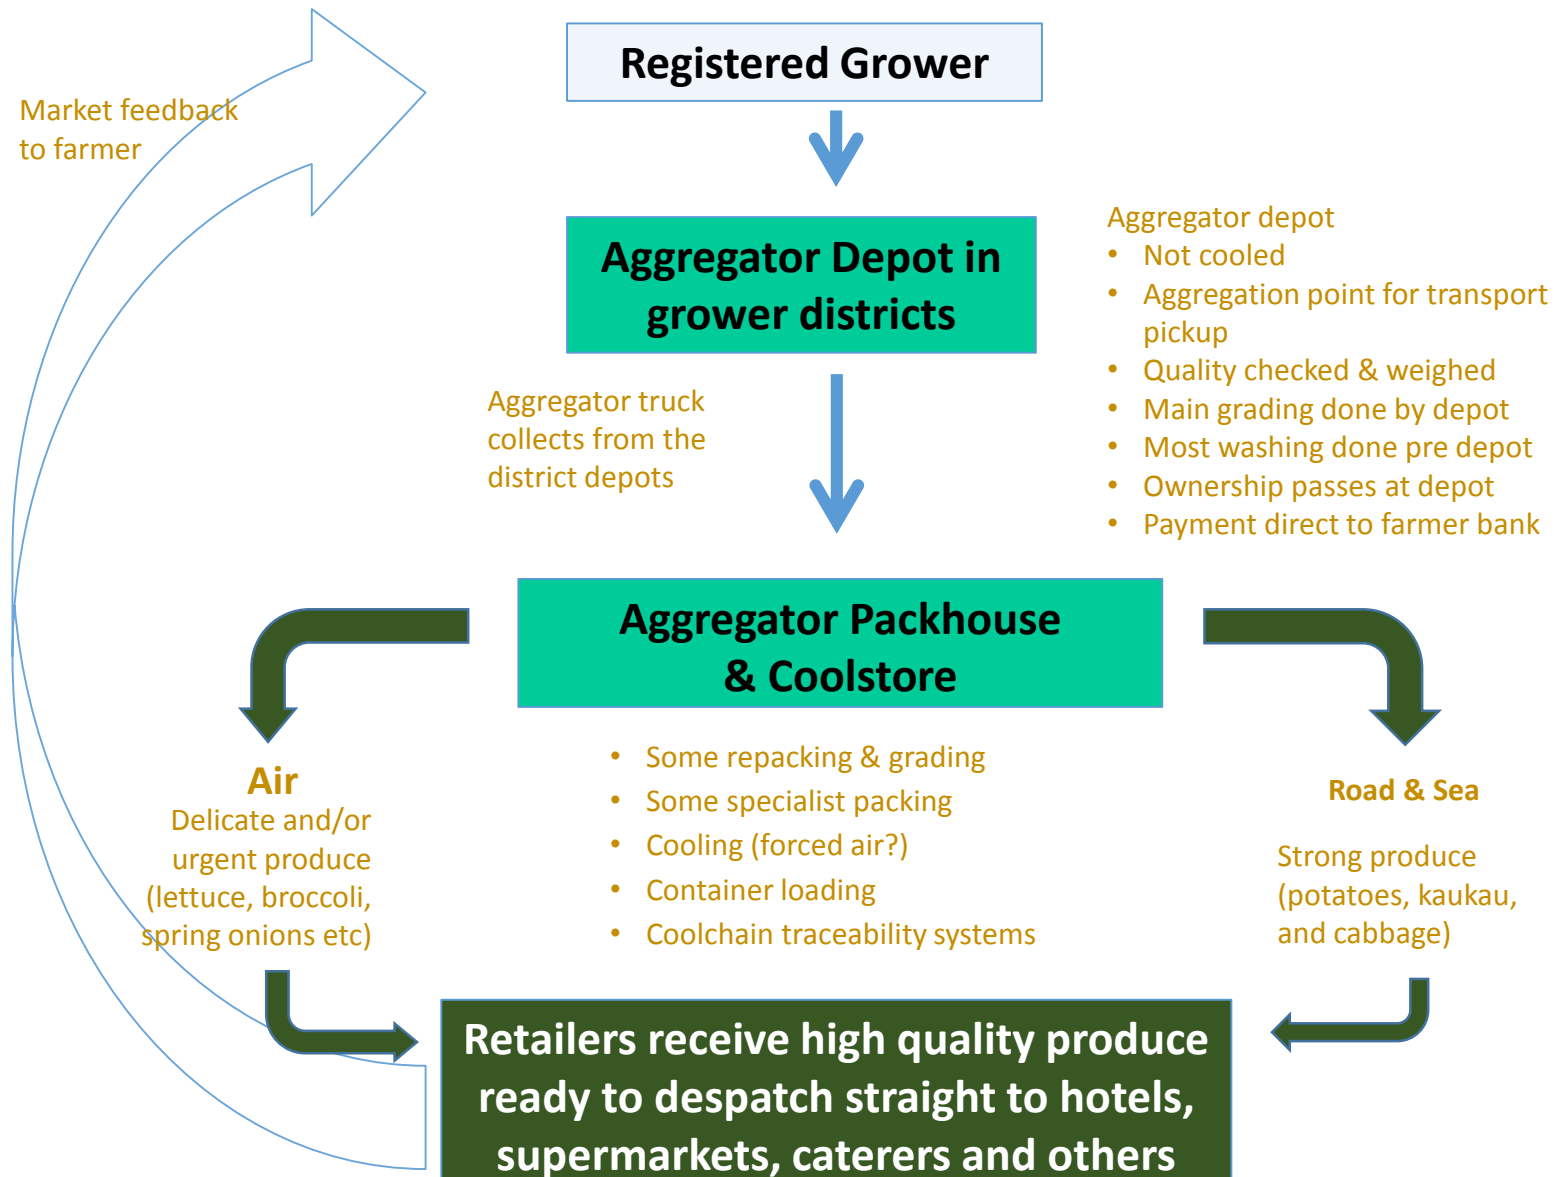 Registered Grower
Market feedback
to farmer
Aggregator Depot in
grower districts
Aggregator depot
• Not cooled
• Aggregation point for transport
pickup
• Quality checked & weighed
• Main grading done by depot
• Most washing done pre depot
• Ownership passes at depot
• Payment direct to farmer bank
Aggregator truck
collects from the
district depots
Aggregator Packhouse
& Coolstore
Air
Delicate and/or
urgent produce
(lettuce, broccoli,
spring onions etc)
• Some repacking & grading
• Some specialist packing
• Cooling (forced air?)
• Container loading
• Coolchain traceability systems
Road & Sea
Strong produce
(potatoes, kaukau,
and cabbage)
Retailers receive high quality produce
ready to despatch straight to hotels,
supermarkets, caterers and others